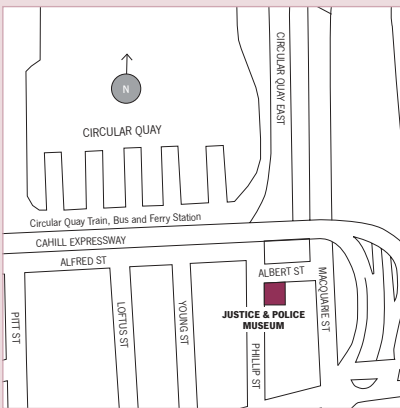 N
CIRCULAR QUAY EAST
CIRCULAR QUAY
Circular Quay Train, Bus and Ferry Station
CAHILL EXPRESSWAY
ALFRED ST
ALBERT ST
PITT ST
LOFTUS ST
YOUNG ST
PHILLIP ST
MACQUARIE ST
JUSTICE & POLICE
MUSEUM